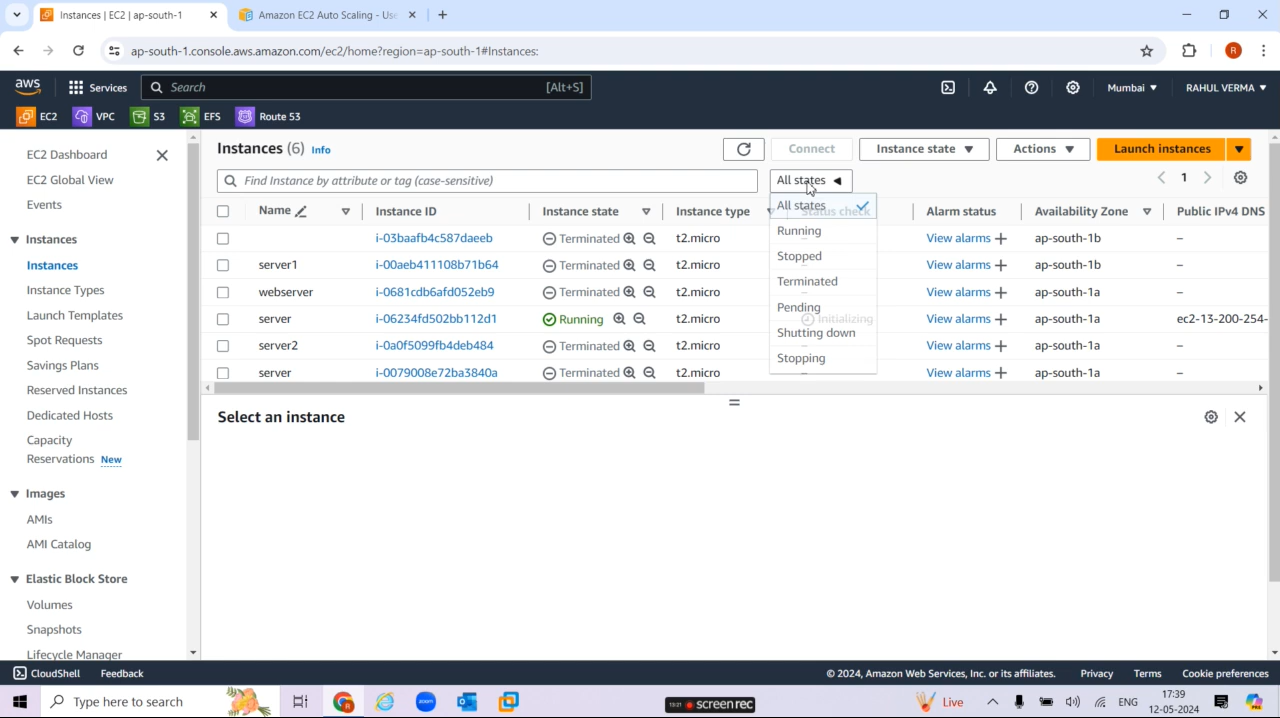 Instances | EC2 | ap-south-1
Amazon EC2 Auto Scaling - Use
ap-south-1.console.aws.amazon.com/ec2/home?region=ap-south-1#Instances:
R
aws
Services
Search
[Alt+S]
Mumbai
RAHUL VERMA
EC2
VPC
S3
EFS
Route 53
EC2 Dashboard
EC2 Global View
Events
Instances
Instances
Instance Types
Launch Templates
Spot Requests
Savings Plans
Reserved Instances
Dedicated Hosts
Capacity
Reservations New
Images
AMIs
AMI Catalog
Elastic Block Store
Volumes
Snapshots
Lifecycle Manager
Instances (6) Info
Connect
Instance state
Actions
Launch instances
Find Instance by attribute or tag (case-sensitive)
All states
1
Name Instance ID Instance state Instance type Status check Alarm status Availability Zone Public IPv4 DNS
i-03baafb4c587daeeb Terminated t2.micro View alarms ap-south-1b –
server1 i-00aeb411108b71b64 Terminated t2.micro View alarms ap-south-1b –
webserver i-0681cdb6afd052eb9 Terminated t2.micro View alarms ap-south-1a –
server i-06234fd502bb112d1 Running t2.micro Initializing View alarms ap-south-1a ec2-13-200-254-
server2 i-0a0f5099fb4deb484 Terminated t2.micro View alarms ap-south-1a –
server i-0079008e72ba3840a Terminated t2.micro – View alarms ap-south-1a –
All states
Running
Stopped
Terminated
Pending
Shutting down
Stopping
Select an instance
CloudShell
Feedback
© 2024, Amazon Web Services, Inc. or its affiliates.
Privacy
Terms
Cookie preferences
Type here to search
zoom
screenrec
Live
ENG
17:39
12-05-2024